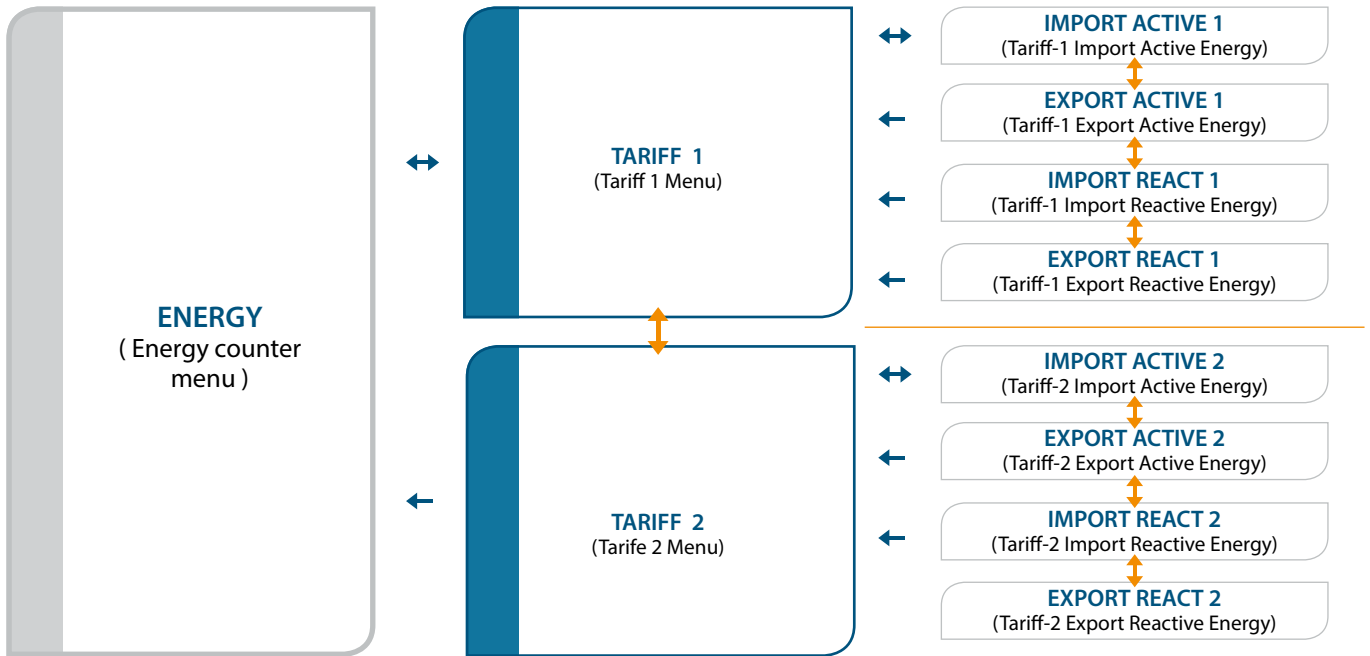 ENERGY
( Energy counter
menu )
TARIFF 1
(Tariff 1 Menu)
IMPORT ACTIVE 1
(Tariff-1 Import Active Energy)
EXPORT ACTIVE 1
(Tariff-1 Export Active Energy)
IMPORT REACT 1
(Tariff-1 Import Reactive Energy)
EXPORT REACT 1
(Tariff-1 Export Reactive Energy)
TARIFF 2
(Tarife 2 Menu)
IMPORT ACTIVE 2
(Tariff-2 Import Active Energy)
EXPORT ACTIVE 2
(Tariff-2 Export Active Energy)
IMPORT REACT 2
(Tariff-2 Import Reactive Energy)
EXPORT REACT 2
(Tariff-2 Export Reactive Energy)